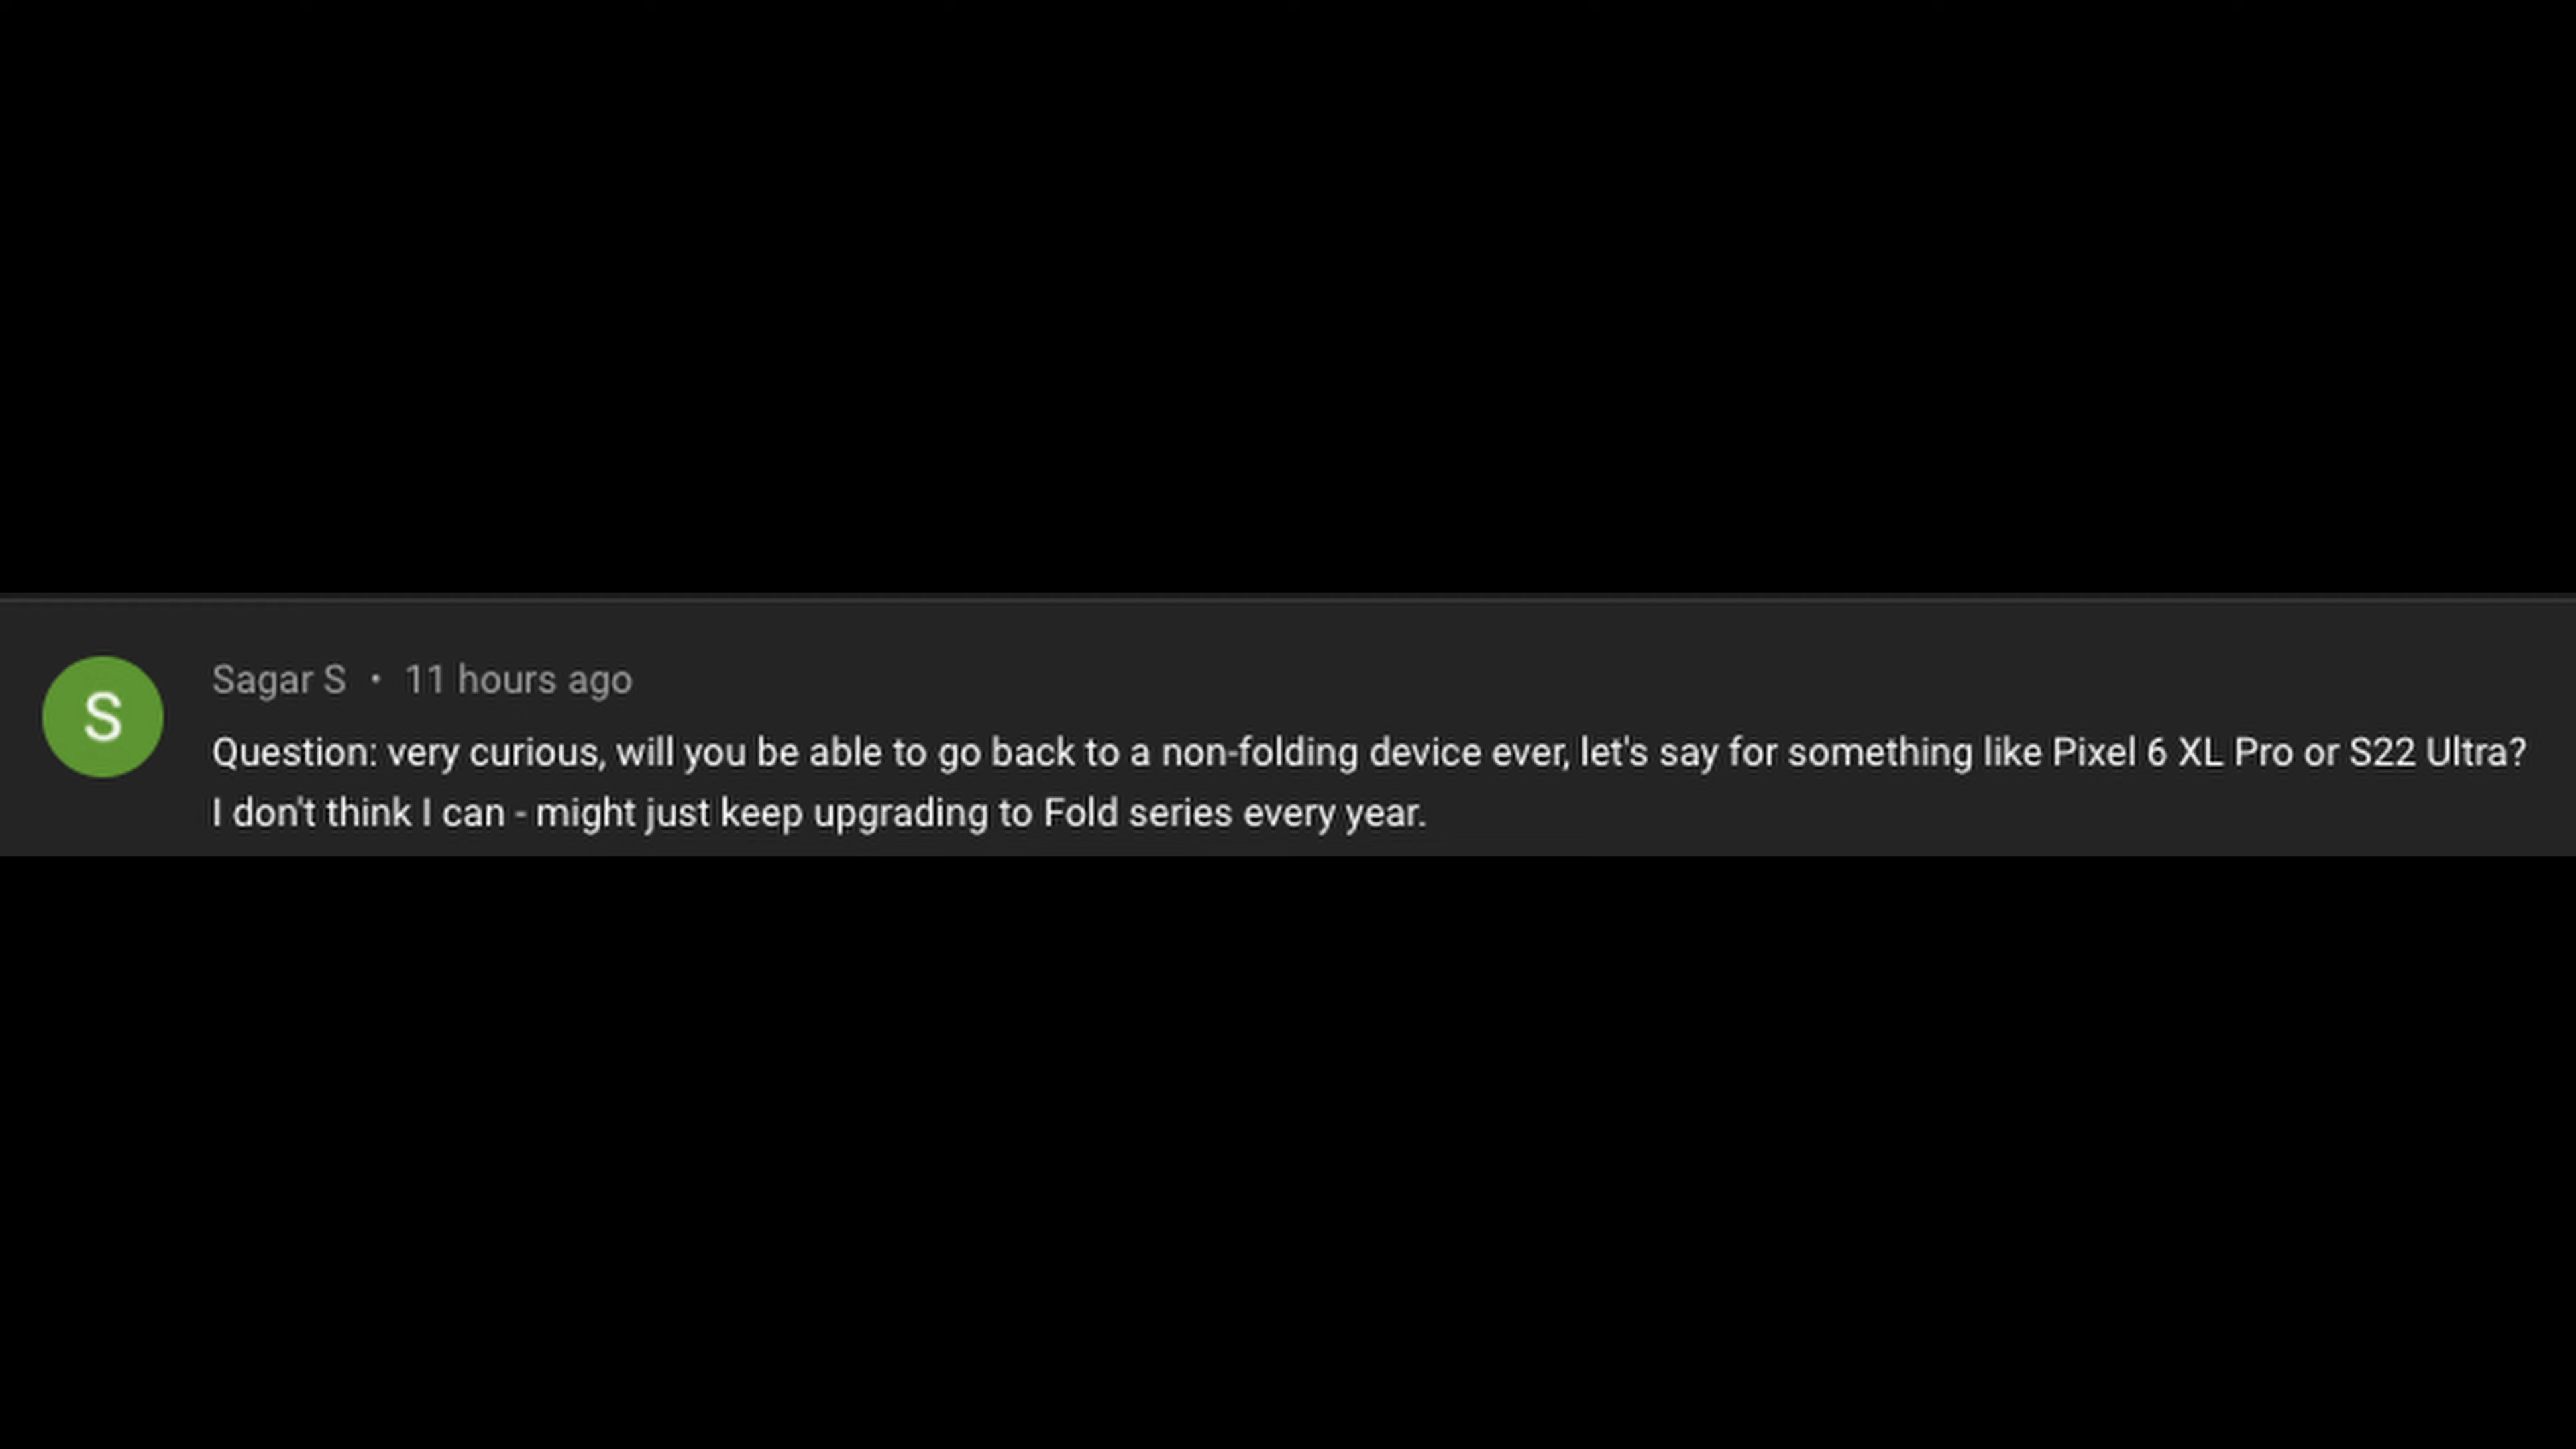 S
Sagar S • 11 hours ago
Question: very curious, will you be able to go back to a non-folding device ever, let's say for something like Pixel 6 XL Pro or S22 Ultra?
I don't think I can - might just keep upgrading to Fold series every year.